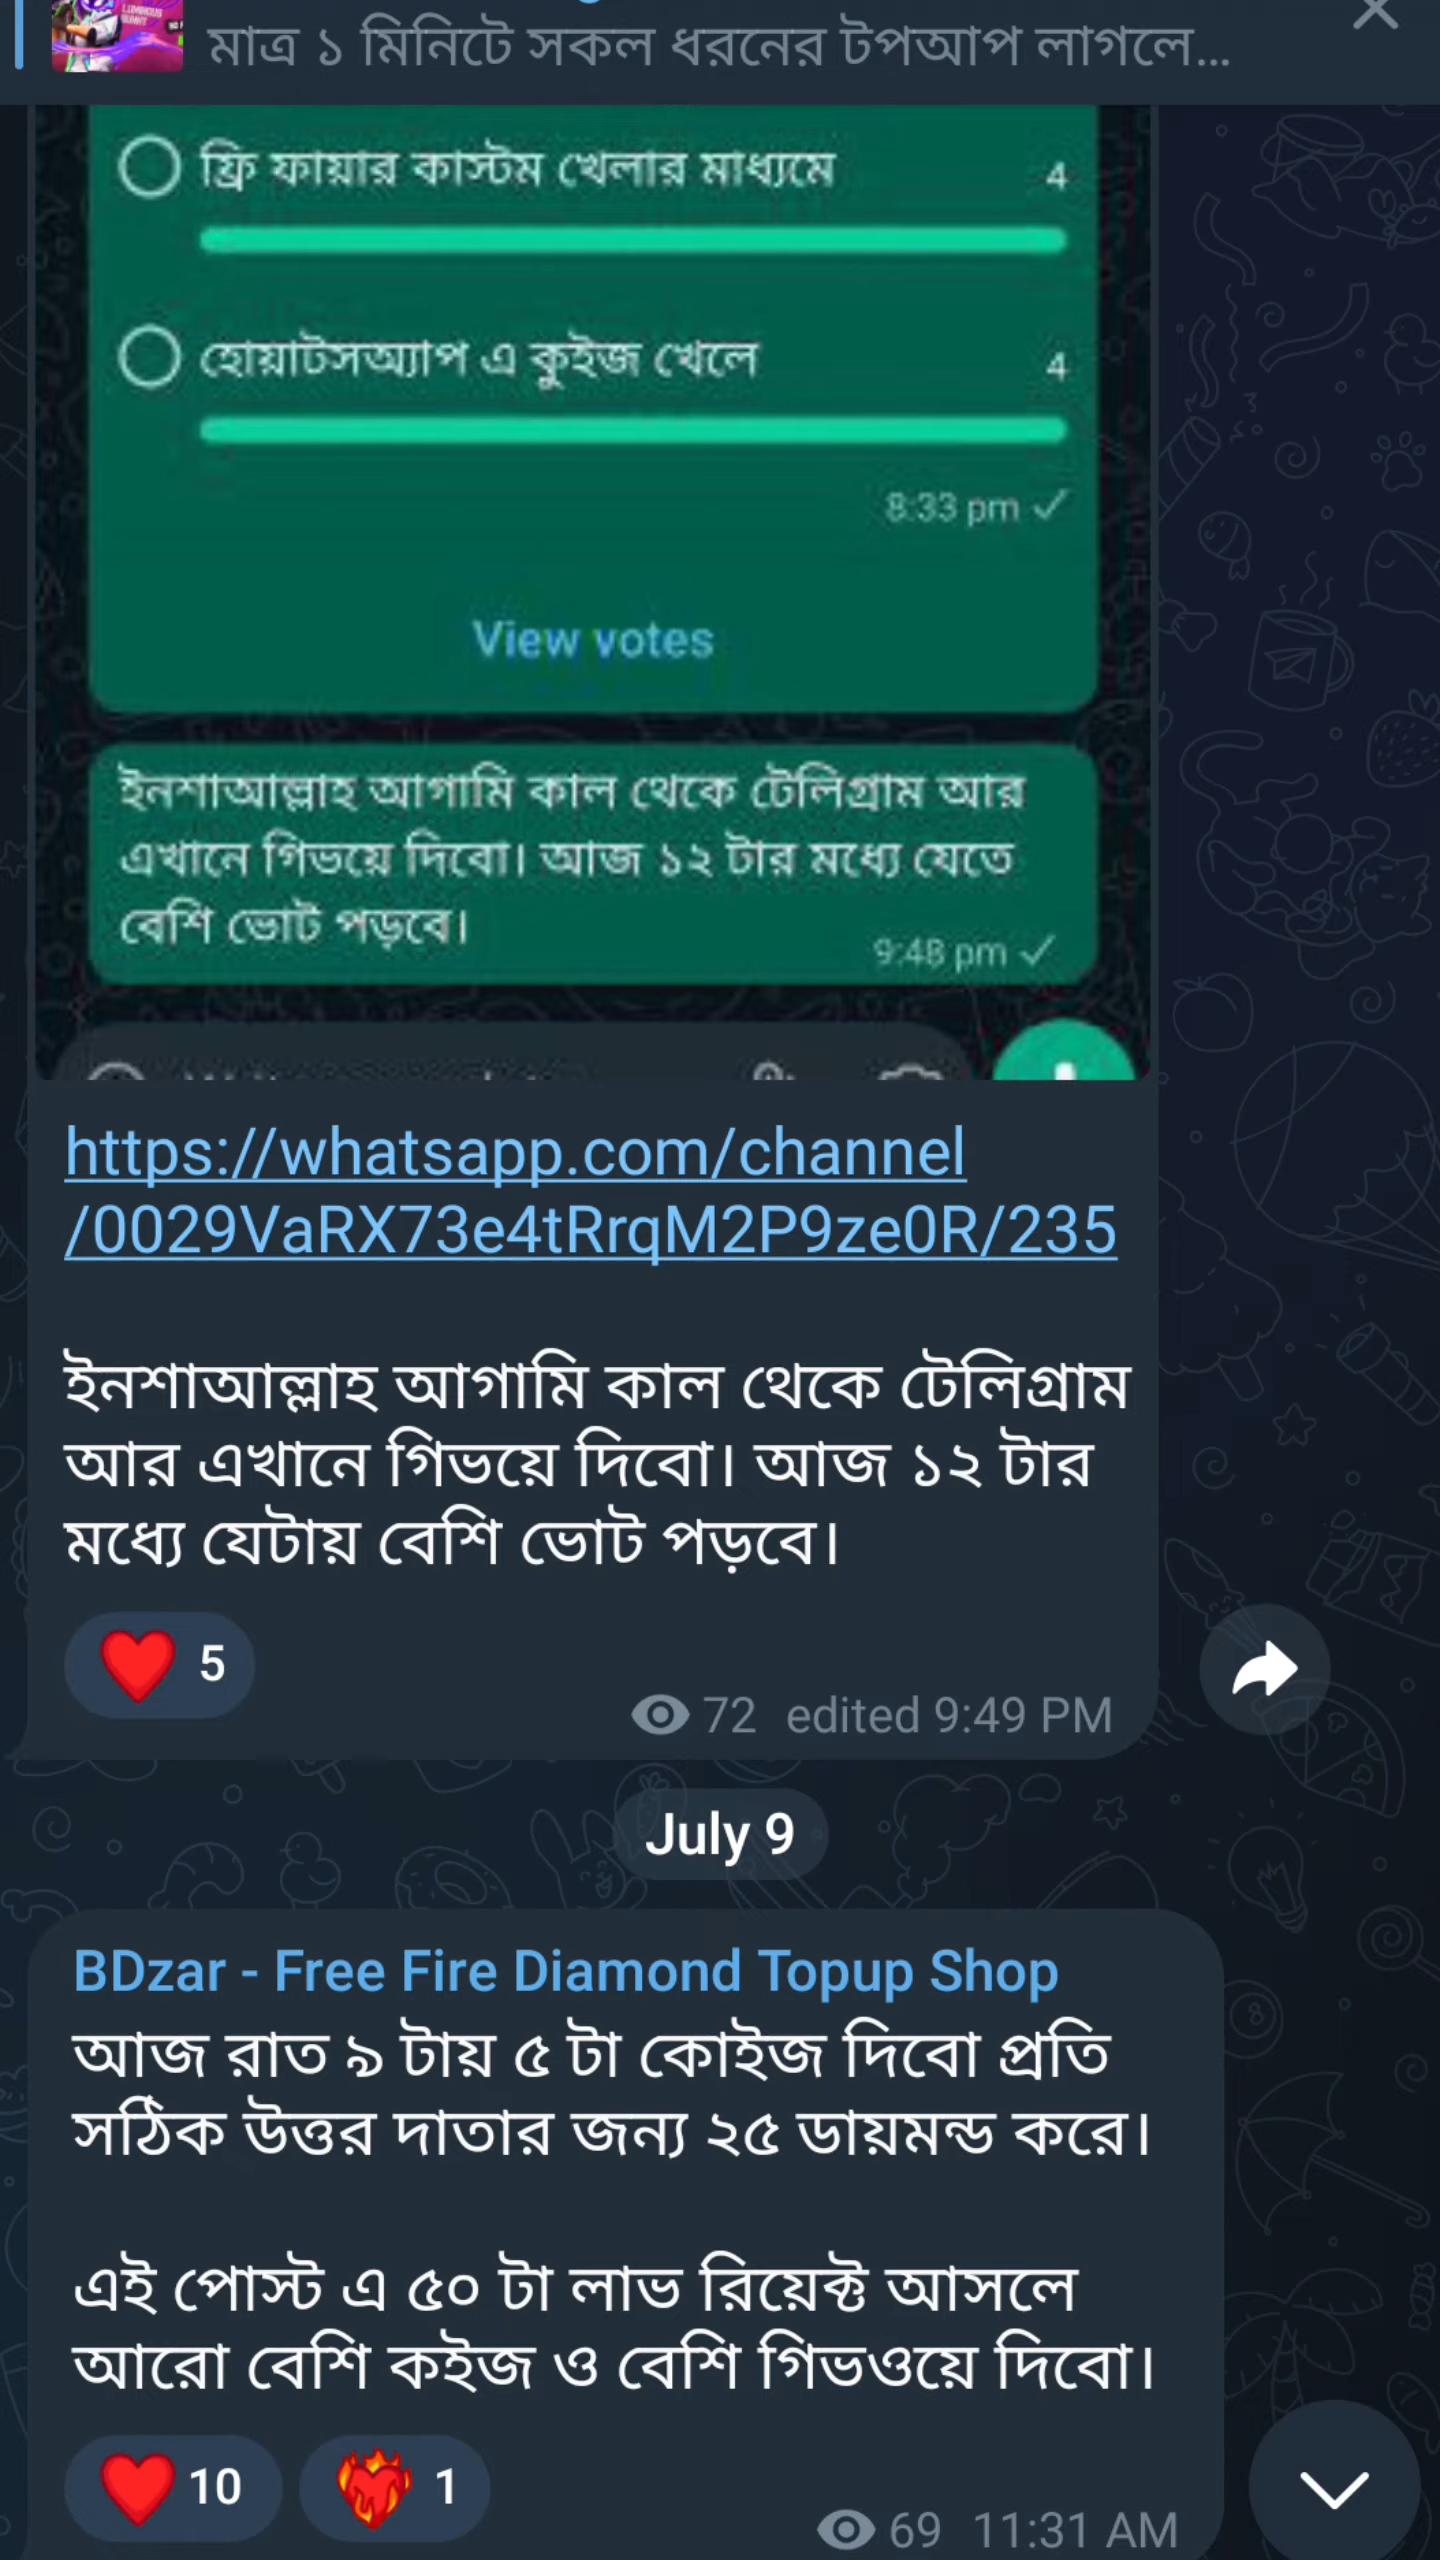 মাত্র ১ মিনিটে সকল ধরনের টপআপ লাগলে...
ফ্রি ফায়ার কাস্টম খেলার মাধ্যমে 4
হোয়াটসঅ্যাপ এ কুইজ খেলে 4
8:33 pm
View votes
ইনশাআল্লাহ আগামি কাল থেকে টেলিগ্রাম আর
এখানে গিভয়ে দিবো। আজ ১২ টার মধ্যে যেতে
বেশি ভোট পড়বে।
9:48 pm
https://whatsapp.com/channel
/0029VaRX73e4tRrqM2P9ze0R/235
ইনশাআল্লাহ আগামি কাল থেকে টেলিগ্রাম
আর এখানে গিভয়ে দিবো। আজ ১২ টার
মধ্যে যেটায় বেশি ভোট পড়বে।
5
72 edited 9:49 PM
July 9
BDzar - Free Fire Diamond Topup Shop
আজ রাত ৯ টায় ৫ টা কোইজ দিবো প্রতি
সঠিক উত্তর দাতার জন্য ২৫ ডায়মন্ড করে।
এই পোস্ট এ ৫০ টা লাভ রিয়েক্ট আসলে
আরো বেশি কইজ ও বেশি গিভওয়ে দিবো।
10 1
69 11:31 AM